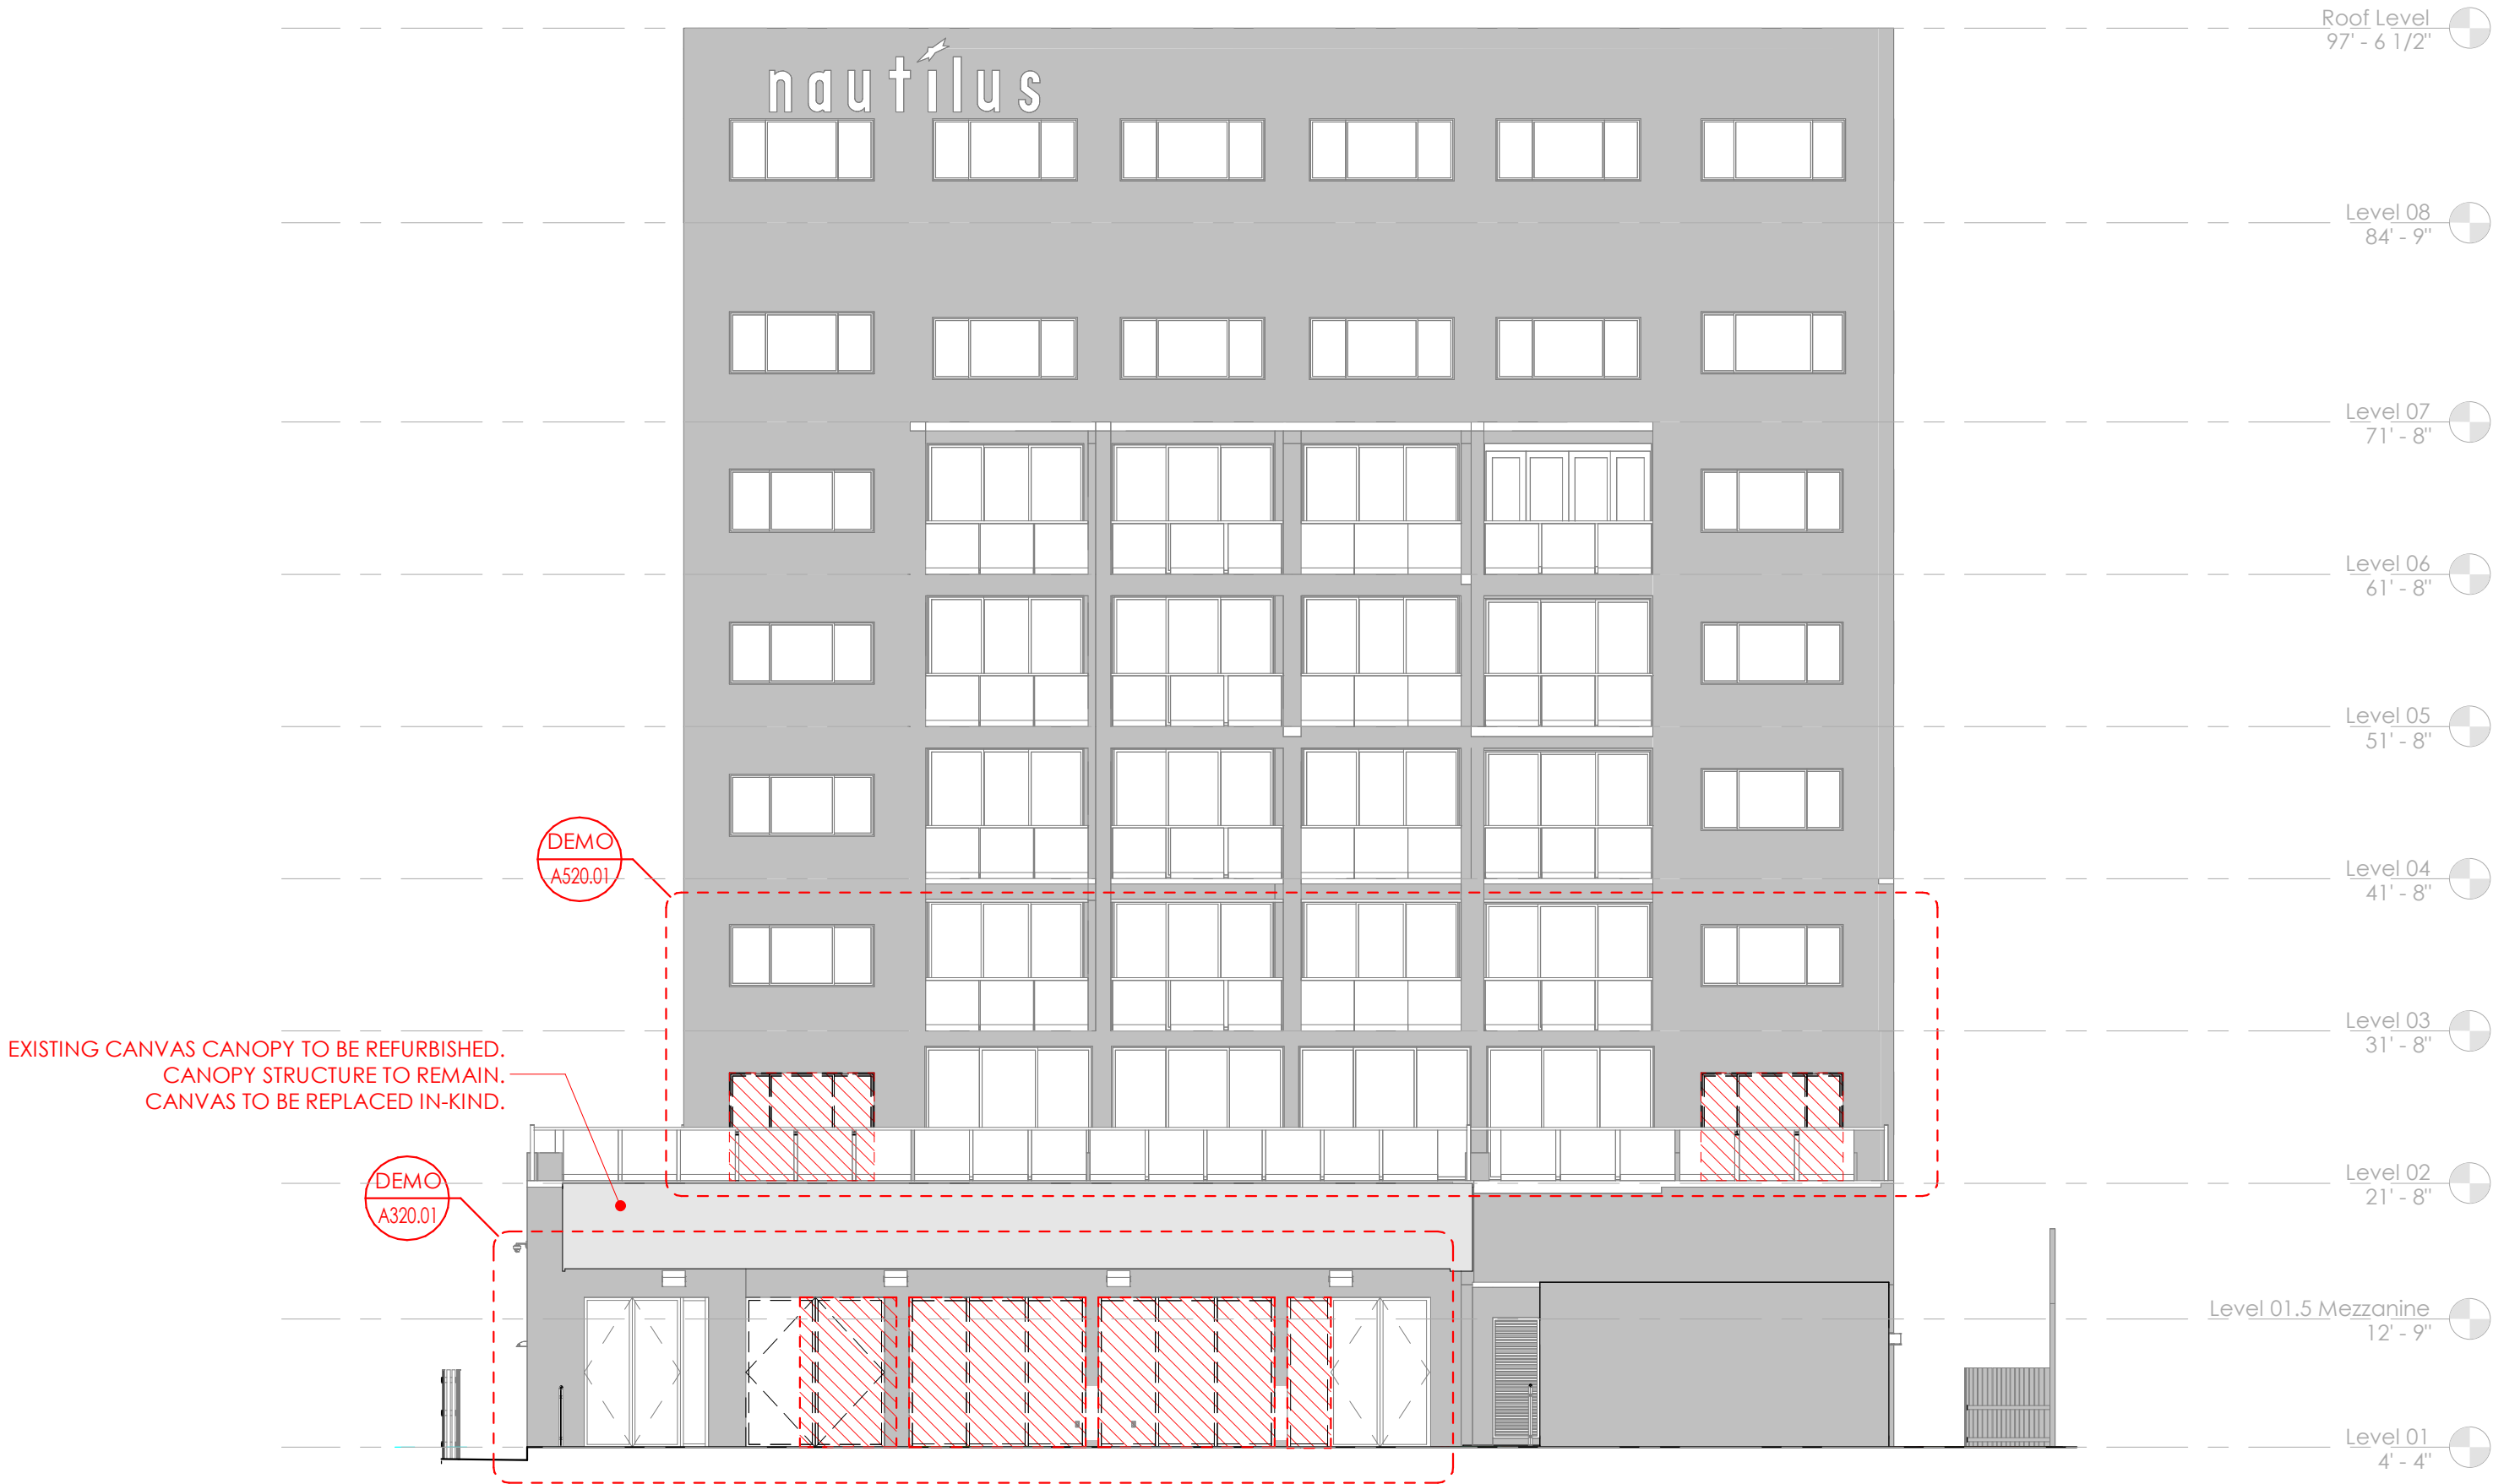 Roof Level
97' - 6 1/2"
nautilus
Level 08
84' - 9"
Level 07
71' - 8"
Level 06
61' - 8"
Level 05
51' - 8"
DEMO
A520.01
Level 04
41' - 8"
Level 03
31' - 8"
EXISTING CANVAS CANOPY TO BE REFURBISHED.
CANOPY STRUCTURE TO REMAIN.
CANVAS TO BE REPLACED IN-KIND.
DEMO
A320.01
Level 02
21' - 8"
Level 01.5 Mezzanine
12' - 9"
Level 01
4' - 4"